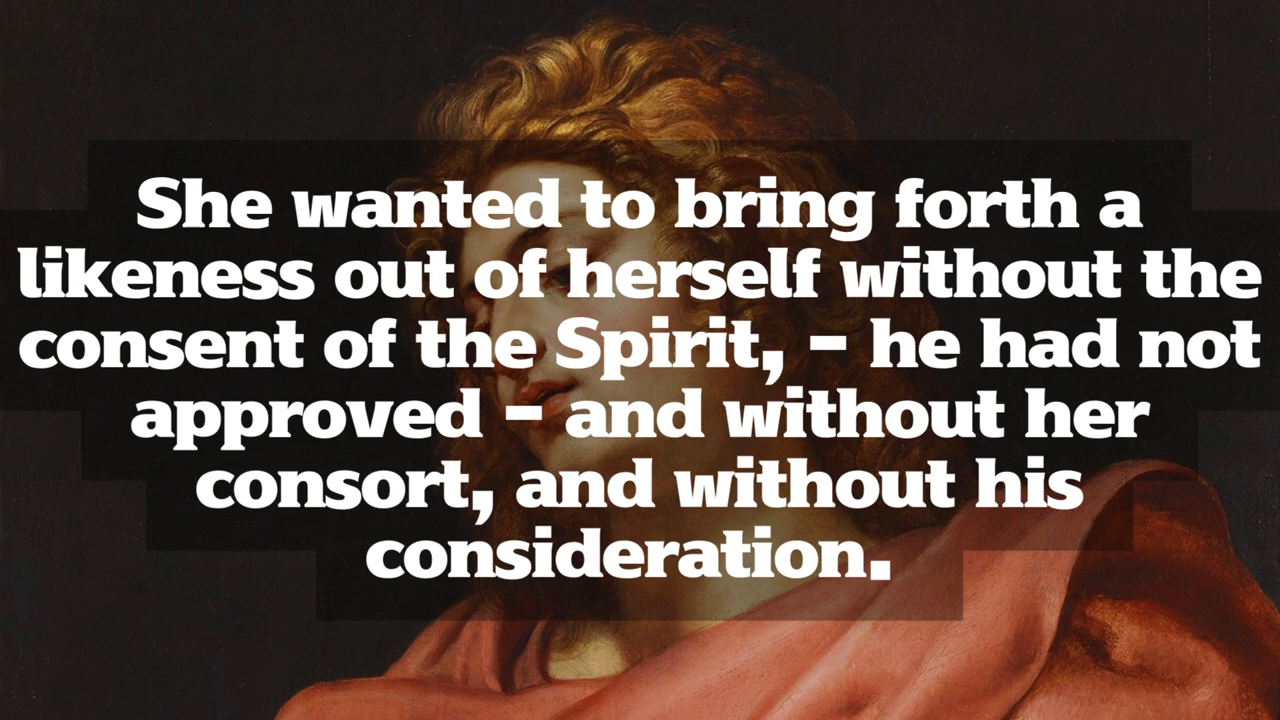 She wanted to bring forth a
likeness out of herself without the
consent of the Spirit, – he had not
approved – and without her
consort, and without his
consideration.